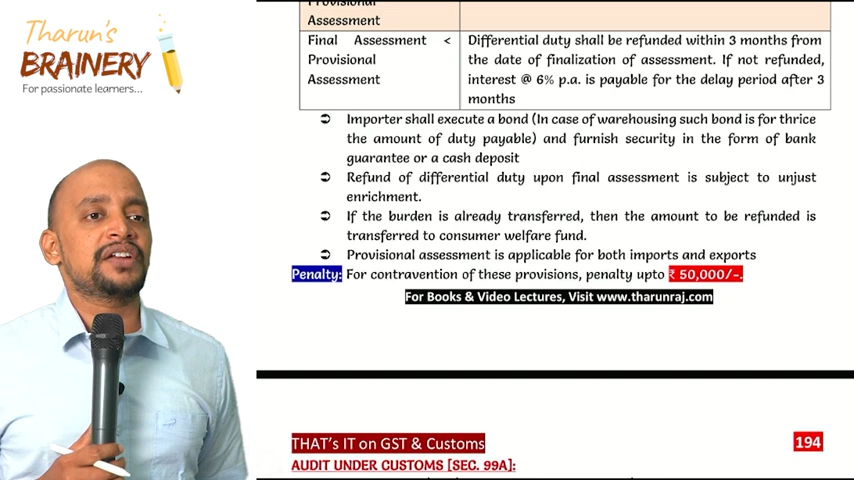 Tharun's
BRAINERY
For passionate learners...
Provisional
Assessment
Final Assessment <
Provisional
Assessment
Differential duty shall be refunded within 3 months from
the date of finalization of assessment. If not refunded,
interest @ 6% p.a. is payable for the delay period after 3
months
➲ Importer shall execute a bond (In case of warehousing such bond is for thrice
the amount of duty payable) and furnish security in the form of bank
guarantee or a cash deposit
➲ Refund of differential duty upon final assessment is subject to unjust
enrichment.
➲ If the burden is already transferred, then the amount to be refunded is
transferred to consumer welfare fund.
➲ Provisional assessment is applicable for both imports and exports
Penalty: For contravention of these provisions, penalty upto ₹ 50,000/-.
For Books & Video Lectures, Visit www.tharunraj.com
THAT's IT on GST & Customs
194
AUDIT UNDER CUSTOMS [SEC. 99A]: